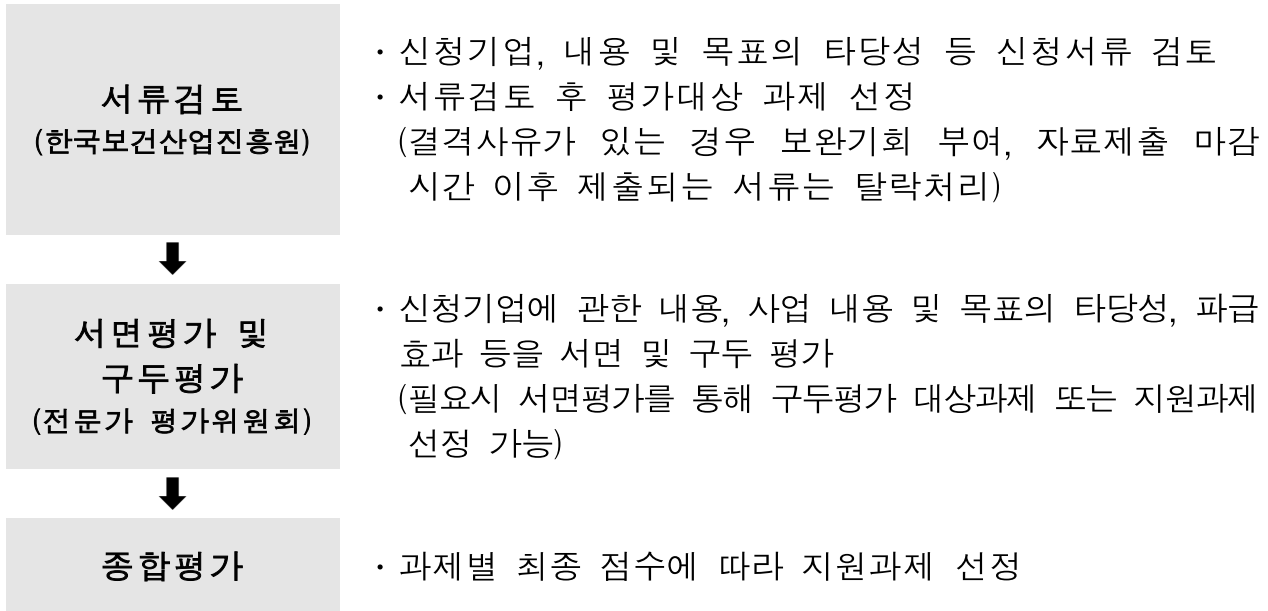 서류검토
(한국보건산업진흥원)
· 신청기업, 내용 및 목표의 타당성 등 신청서류 검토
· 서류검토 후 평가대상 과제 선정
(결격사유가 있는 경우 보완기회 부여, 자료제출 마감
시간 이후 제출되는 서류는 탈락처리)
서면평가 및
구두평가
(전문가 평가위원회)
· 신청기업에 관한 내용, 사업 내용 및 목표의 타당성, 파급
효과 등을 서면 및 구두 평가
(필요시 서면평가를 통해 구두평가 대상과제 또는 지원과제
선정 가능)
종합평가
· 과제별 최종 점수에 따라 지원과제 선정